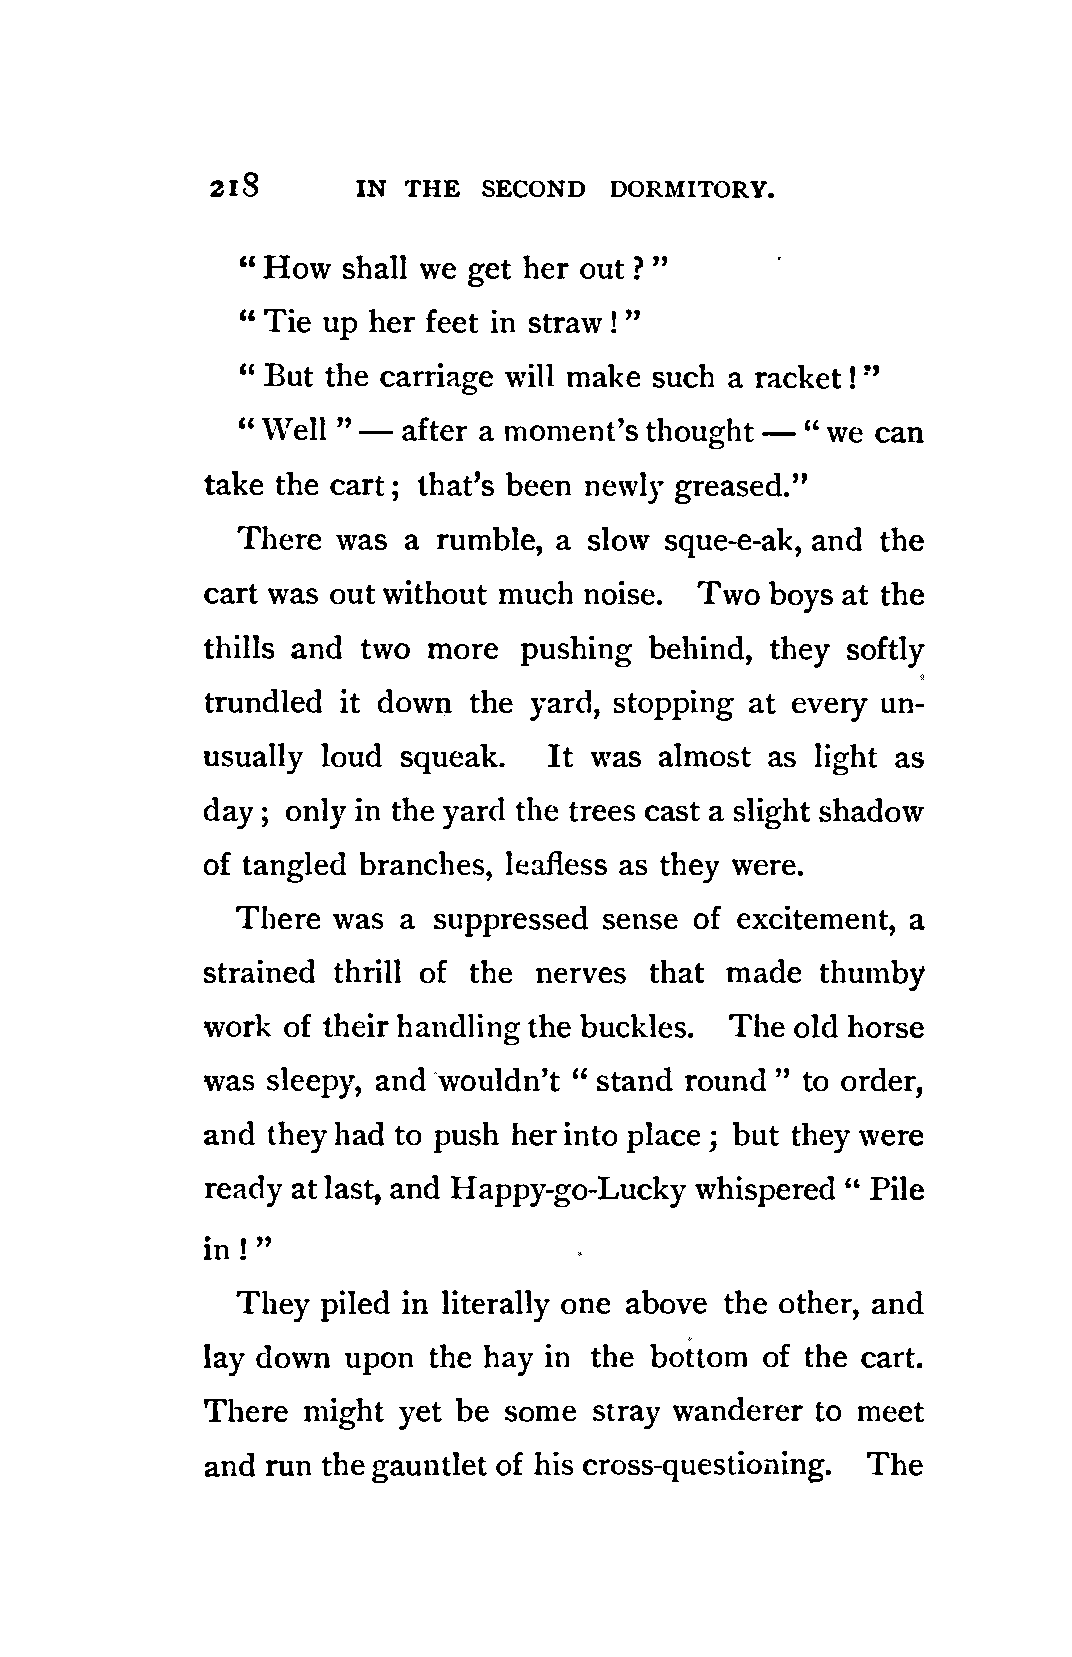 218 IN THE SECOND DORMITORY.
“ How shall we get her out ? ”
“ Tie up her feet in straw ! ”
“ But the carriage will make such a racket ! ”
“ Well ” — after a moment’s thought — “ we can
take the cart ; that’s been newly greased.”
There was a rumble, a slow sque-e-ak, and the
cart was out without much noise. Two boys at the
thills and two more pushing behind, they softly
trundled it down the yard, stopping at every un-
usually loud squeak. It was almost as light as
day ; only in the yard the trees cast a slight shadow
of tangled branches, leafless as they were.
There was a suppressed sense of excitement, a
strained thrill of the nerves that made thumby
work of their handling the buckles. The old horse
was sleepy, and wouldn’t “ stand round ” to order,
and they had to push her into place ; but they were
ready at last, and Happy-go-Lucky whispered “ Pile
in ! ”
They piled in literally one above the other, and
lay down upon the hay in the bottom of the cart.
There might yet be some stray wanderer to meet
and run the gauntlet of his cross-questioning. The